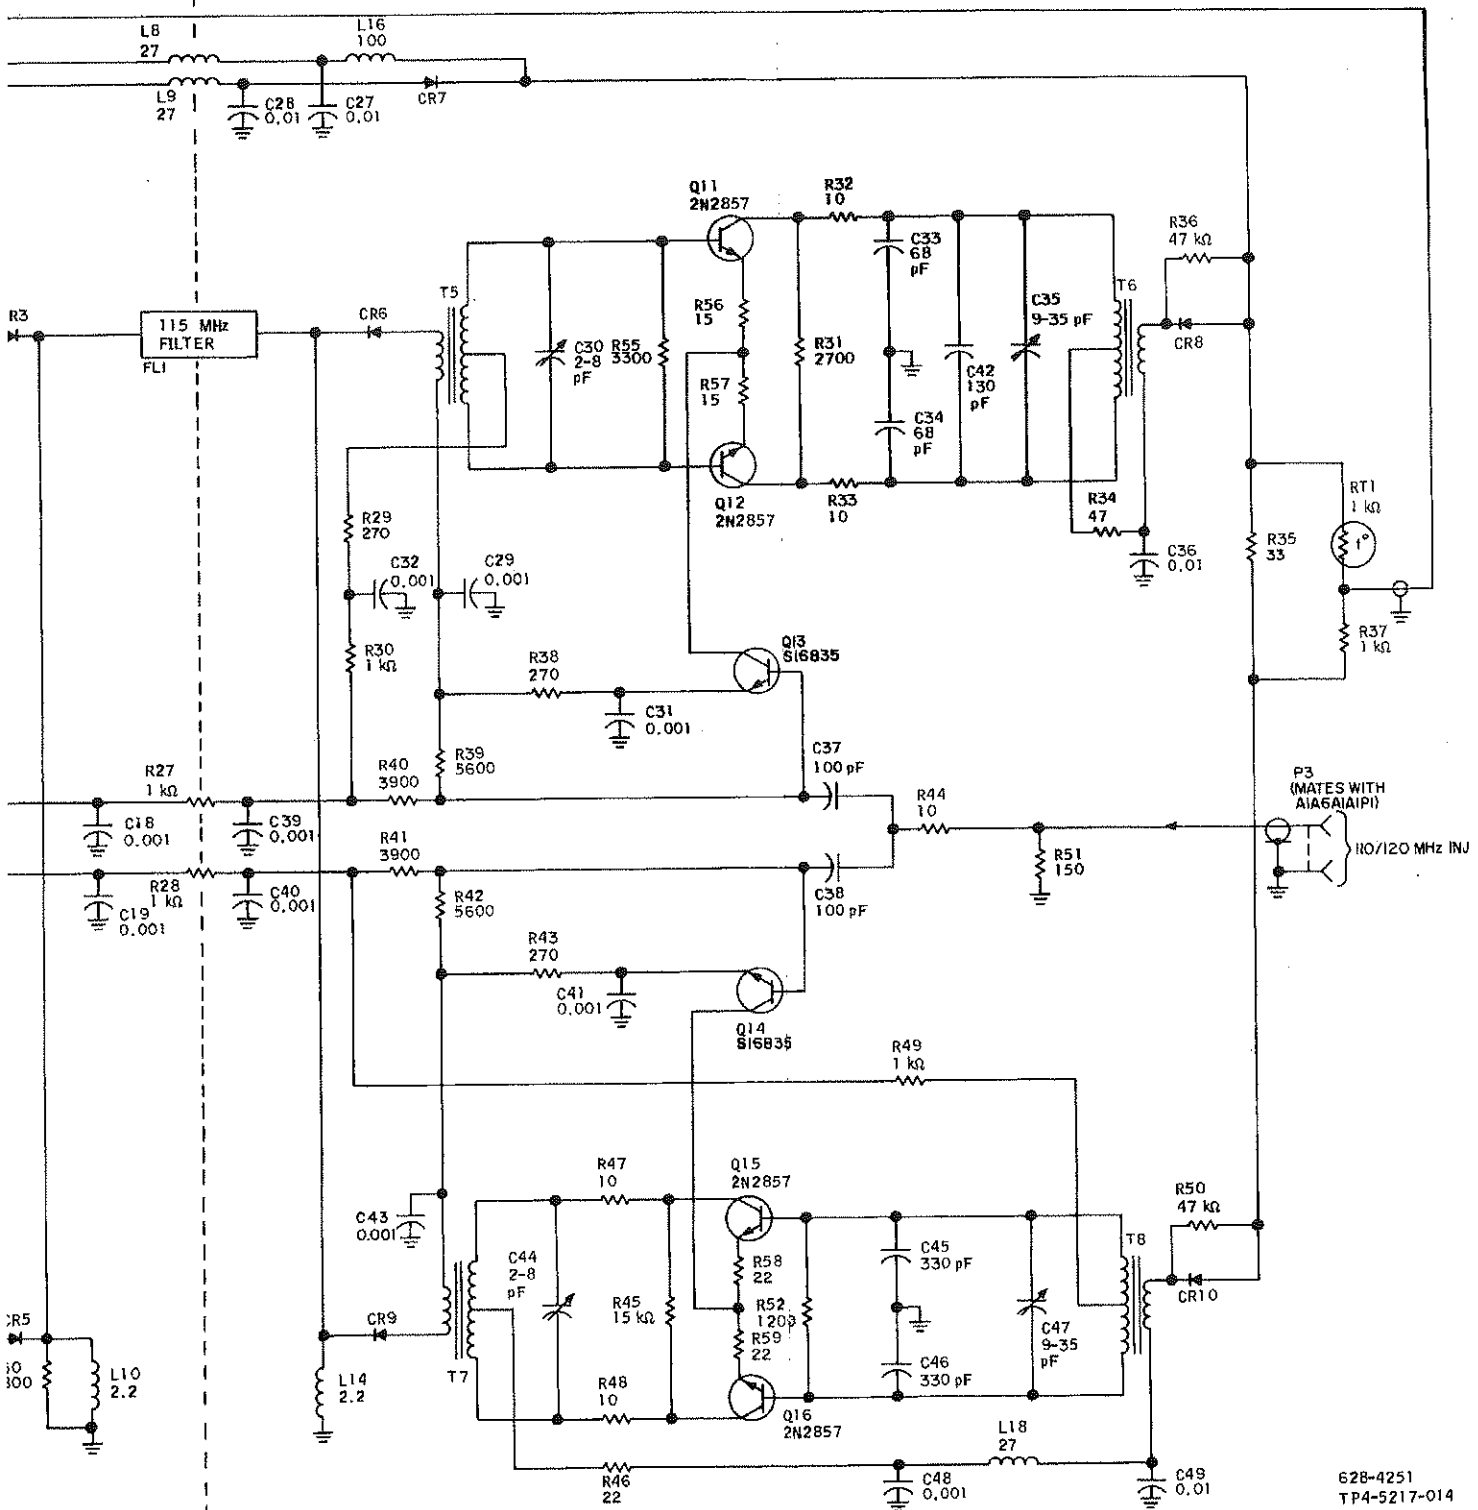 L8
27
L16
100
L9
27
C28
0.01
C27
0.01
CR7
Q11
2N2857
R32
10
R36
47 kΩ
C33
68
pF
T5
R56
15
T6
C35
9-35 pF
R3
115 MHz
FILTER
FL1
CR6
C30
2-8
pF
R55
3300
R31
2700
CR8
C42
130
pF
R57
15
C34
68
pF
Q12
2N2857
R33
10
R34
47
RT1
1 kΩ
t°
R29
270
R35
33
C32
0.001
C29
0.001
C36
0.01
R30
1 kΩ
R38
270
Q13
S16835
R37
1 kΩ
C31
0.001
R39
5600
C37
100 pF
R27
1 kΩ
R40
3900
R44
10
P3
(MATES WITH
A1A6A1A1P1)
C18
0.001
C39
0.001
R41
3900
110/120 MHz INJ
R51
150
R28
1 kΩ
C19
0.001
C40
0.001
R42
5600
C38
100 pF
R43
270
C41
0.001
Q14
S16835
R49
1 kΩ
R47
10
Q15
2N2857
R50
47 kΩ
C43
0.001
C44
2-8
pF
R58
22
C45
330 pF
T8
CR5
CR9
R45
15 kΩ
R52
1200
R59
22
CR10
C47
9-35
pF
L10
2.2
L14
2.2
T7
R48
10
C46
330 pF
Q16
2N2857
L18
27
R46
22
C48
0.001
C49
0.01
628-4251
TP4-5217-014